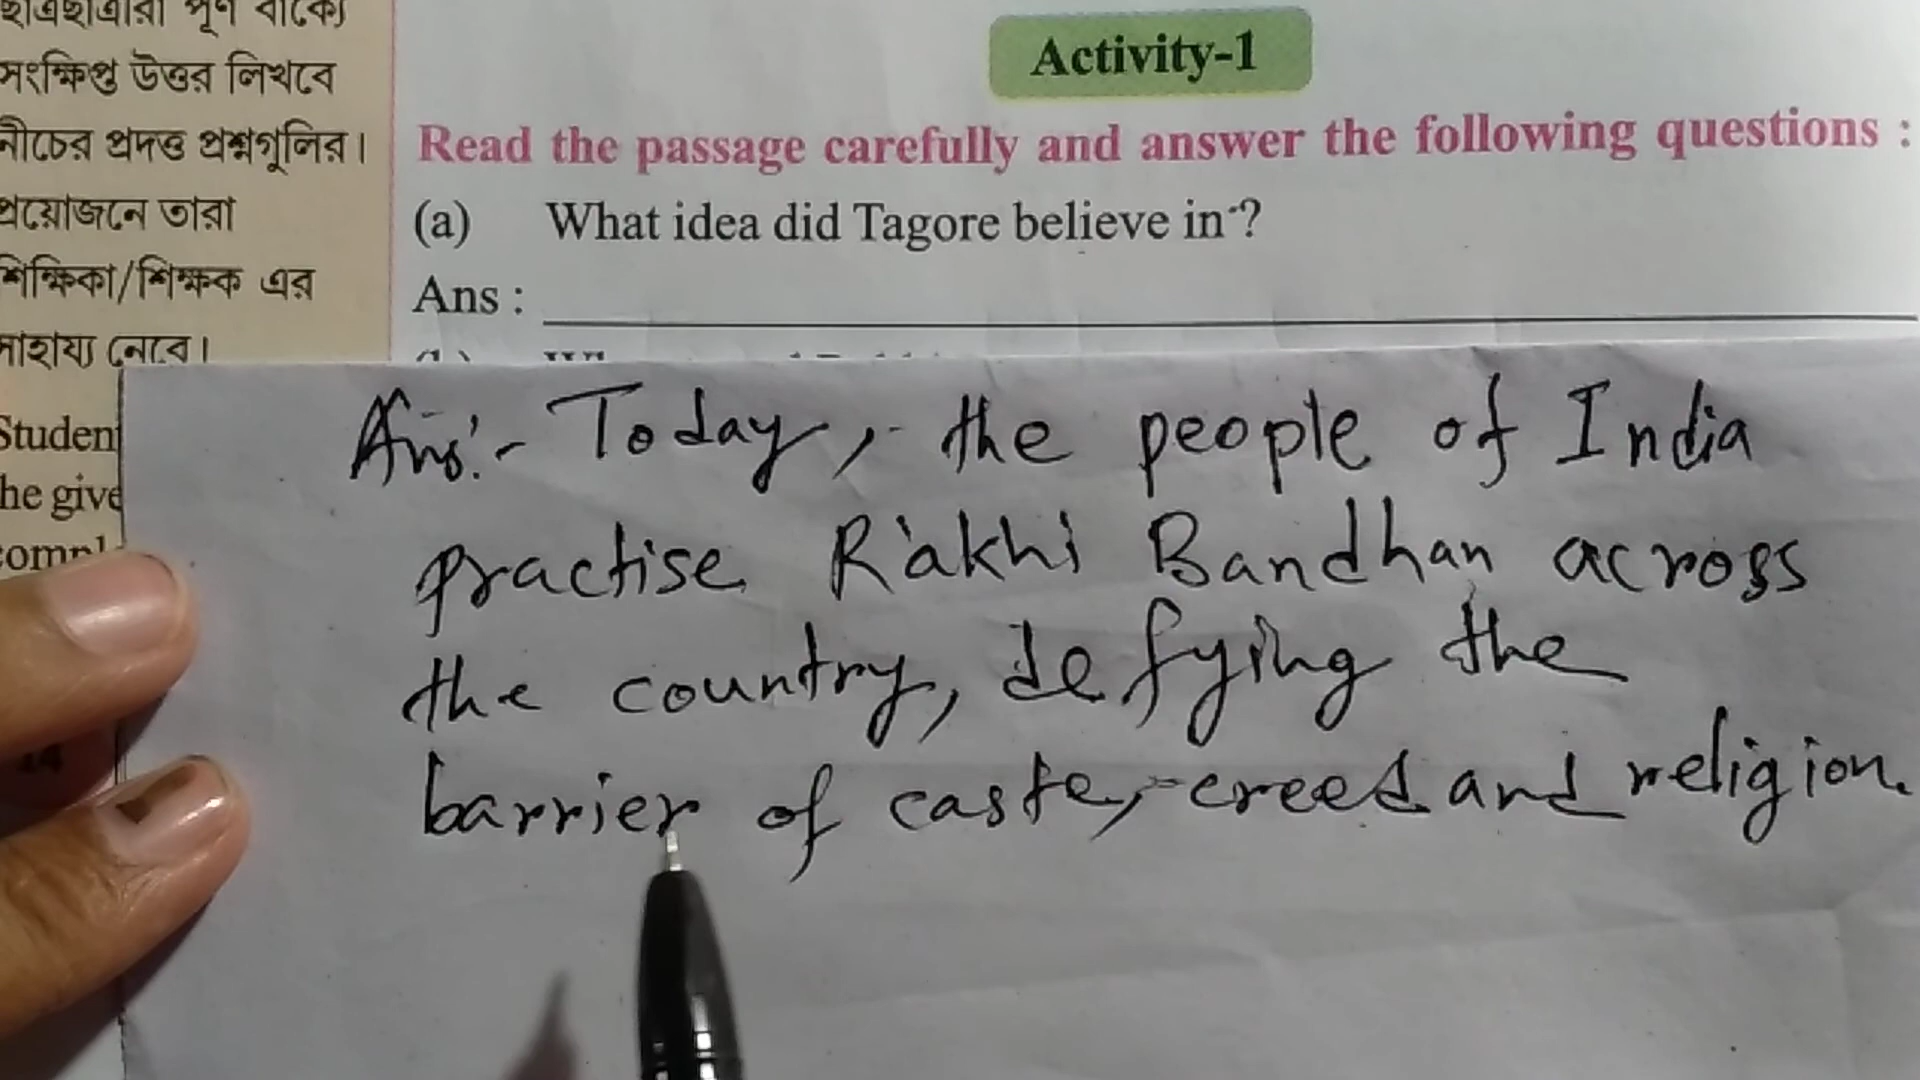 ছাত্রছাত্রীরা পূর্ণ বাক্যে
সংক্ষিপ্ত উত্তর লিখবে
নীচের প্রদত্ত প্রশ্নগুলির।
প্রয়োজনে তারা
শিক্ষিকা/শিক্ষক এর
সাহায্য নেবে।
Student
he give
Activity-1
Read the passage carefully and answer the following questions :
(a) What idea did Tagore believe in ?
Ans :
Ans:- Today, the people of India
practise Rakhi Bandhan across
the country, defying the
barrier of caste, creed and religion.
14